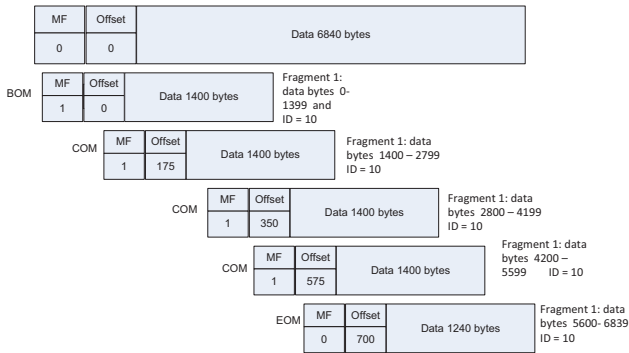 MF Offset
0 0 Data 6840 bytes
BOM
MF Offset
1 0 Data 1400 bytes
Fragment 1:
data bytes 0-
1399 and
ID = 10
COM
MF Offset
1 175 Data 1400 bytes
Fragment 1: data
bytes 1400 – 2799
ID = 10
COM
MF Offset
1 350 Data 1400 bytes
Fragment 1: data
bytes 2800 – 4199
ID = 10
COM
MF Offset
1 575 Data 1400 bytes
Fragment 1: data
bytes 4200 –
5599 ID = 10
EOM
MF Offset
0 700 Data 1240 bytes
Fragment 1: data
bytes 5600- 6839
ID = 10